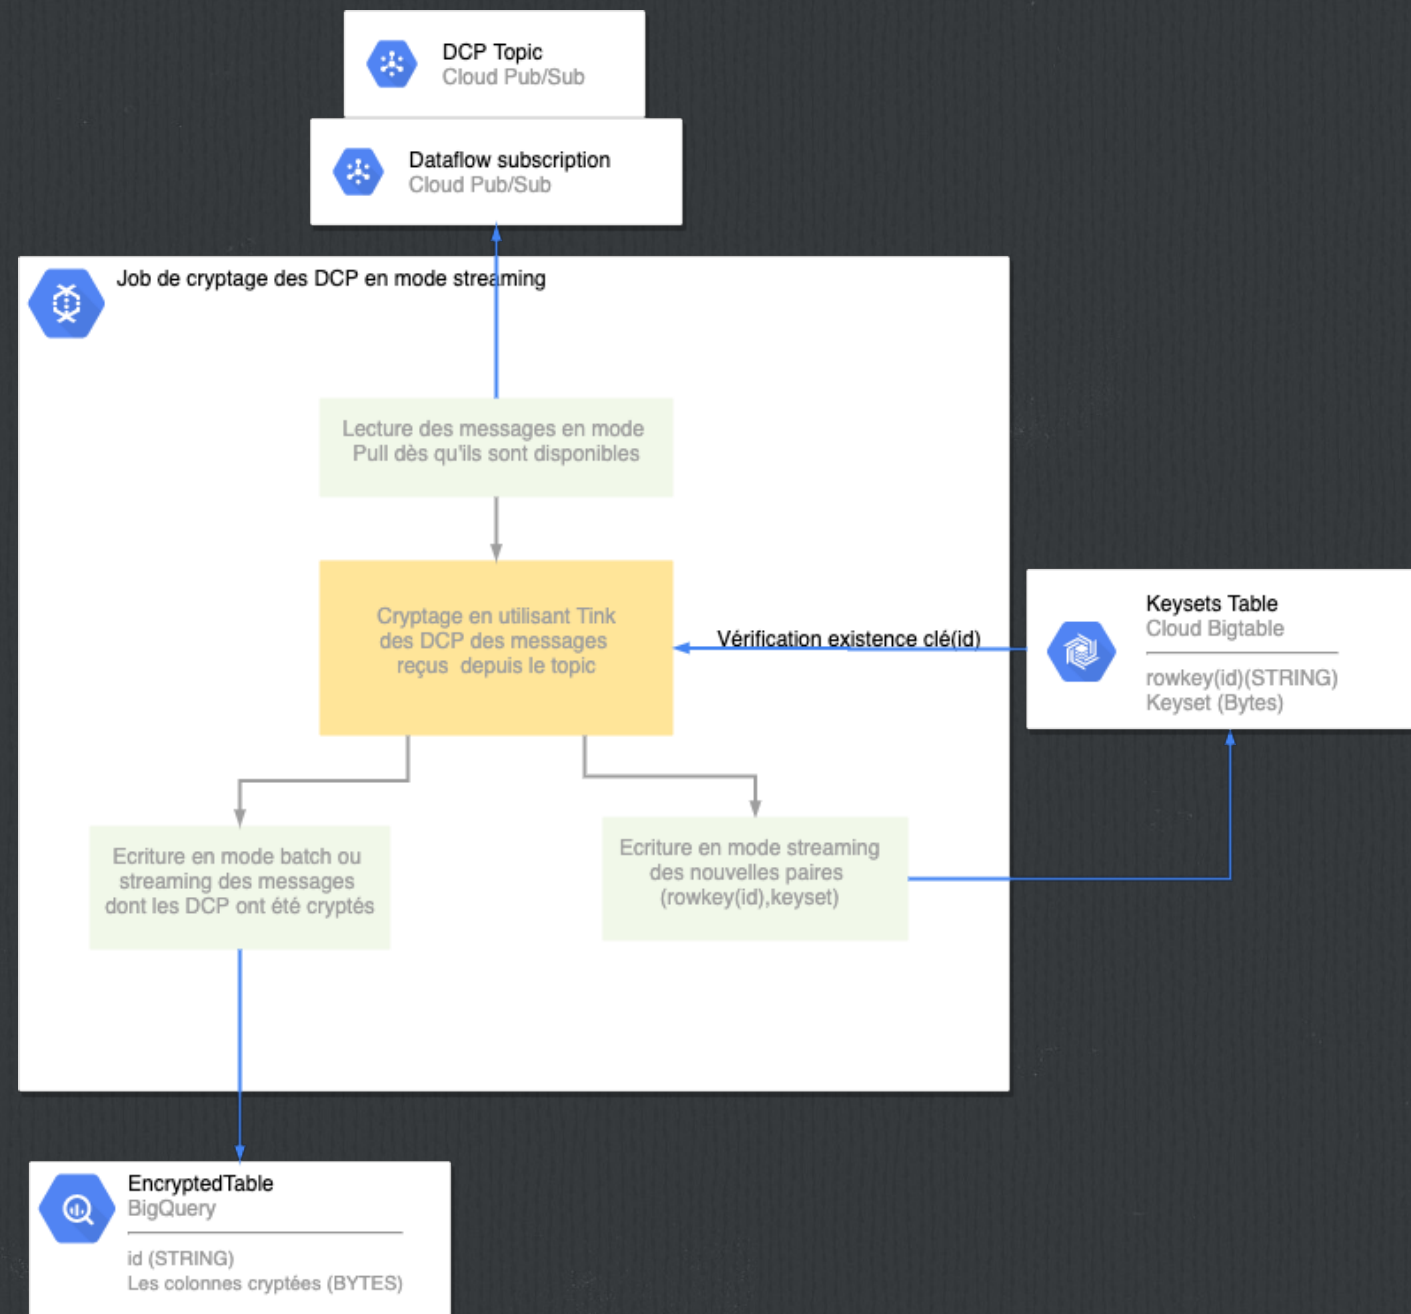 DCP Topic
Cloud Pub/Sub
Dataflow subscription
Cloud Pub/Sub
Job de cryptage des DCP en mode streaming
Lecture des messages en mode
Pull dès qu'ils sont disponibles
Cryptage en utilisant Tink
des DCP des messages
reçus depuis le topic
Vérification existence clé(id)
Keysets Table
Cloud Bigtable
rowkey(id)(STRING)
Keyset (Bytes)
Ecriture en mode batch ou
streaming des messages
dont les DCP ont été cryptés
Ecriture en mode streaming
des nouvelles paires
(rowkey(id),keyset)
EncryptedTable
BigQuery
id (STRING)
Les colonnes cryptées (BYTES)